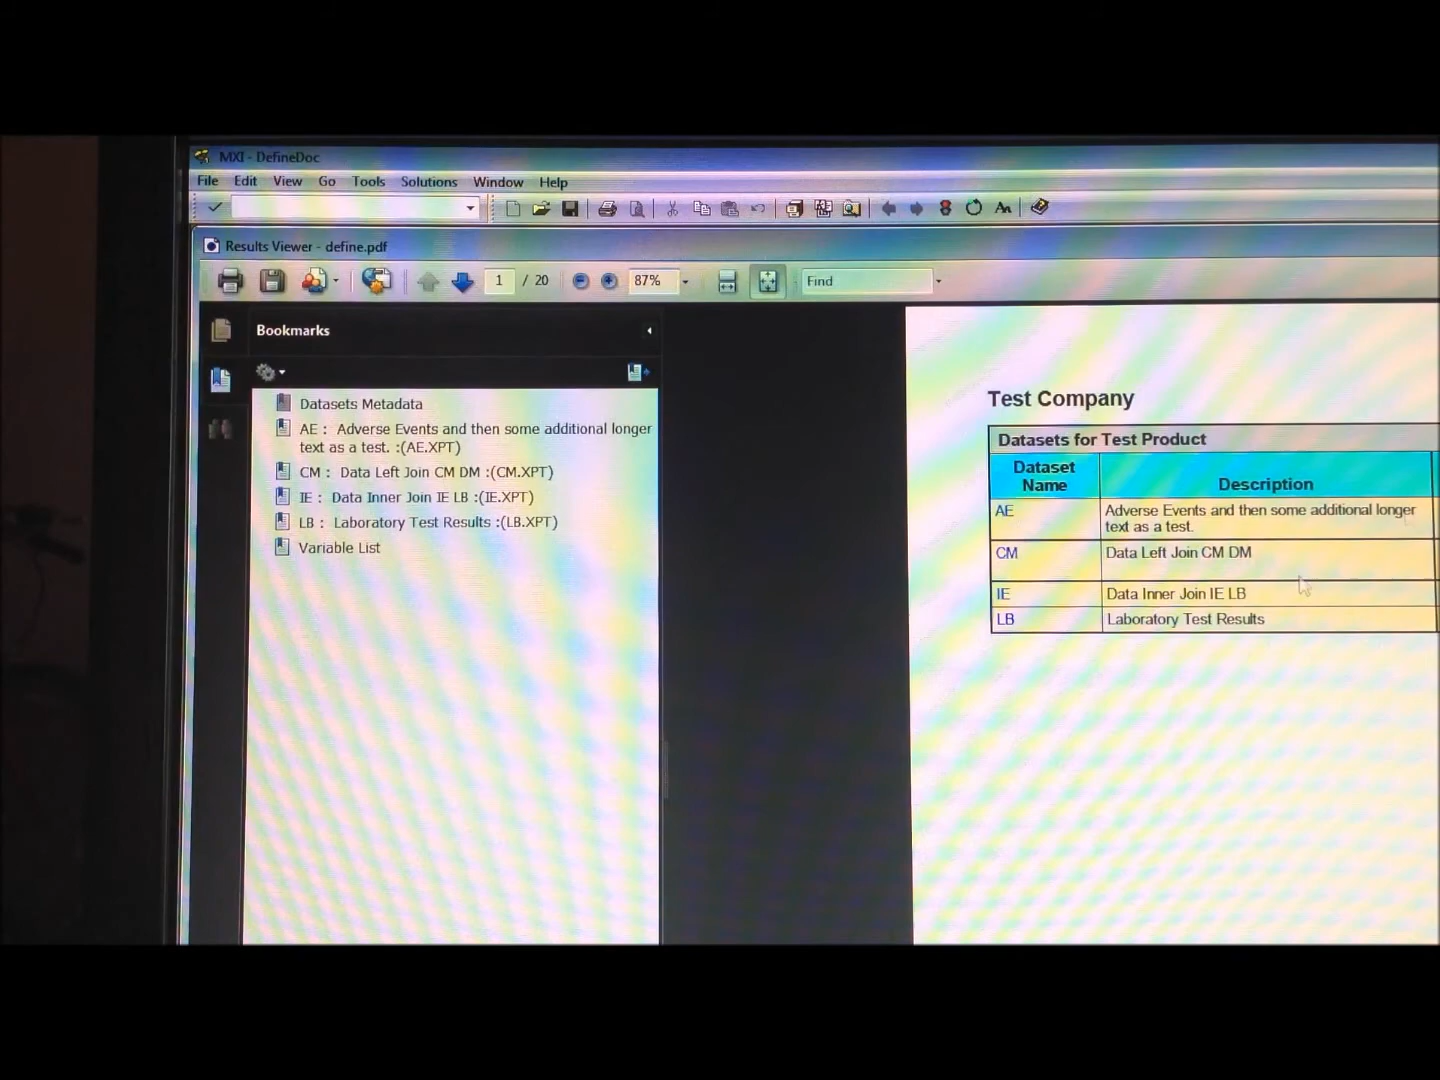 MXI - DefineDoc
File Edit View Go Tools Solutions Window Help
Results Viewer - define.pdf
1 / 20 87% Find
Bookmarks
Datasets Metadata
AE : Adverse Events and then some additional longer
text as a test. :(AE.XPT)
CM : Data Left Join CM DM :(CM.XPT)
IE : Data Inner Join IE LB :(IE.XPT)
LB : Laboratory Test Results :(LB.XPT)
Variable List
Test Company
Datasets for Test Product
Dataset
Name
Description
AE
Adverse Events and then some additional longer
text as a test.
CM
Data Left Join CM DM
IE
Data Inner Join IE LB
LB
Laboratory Test Results